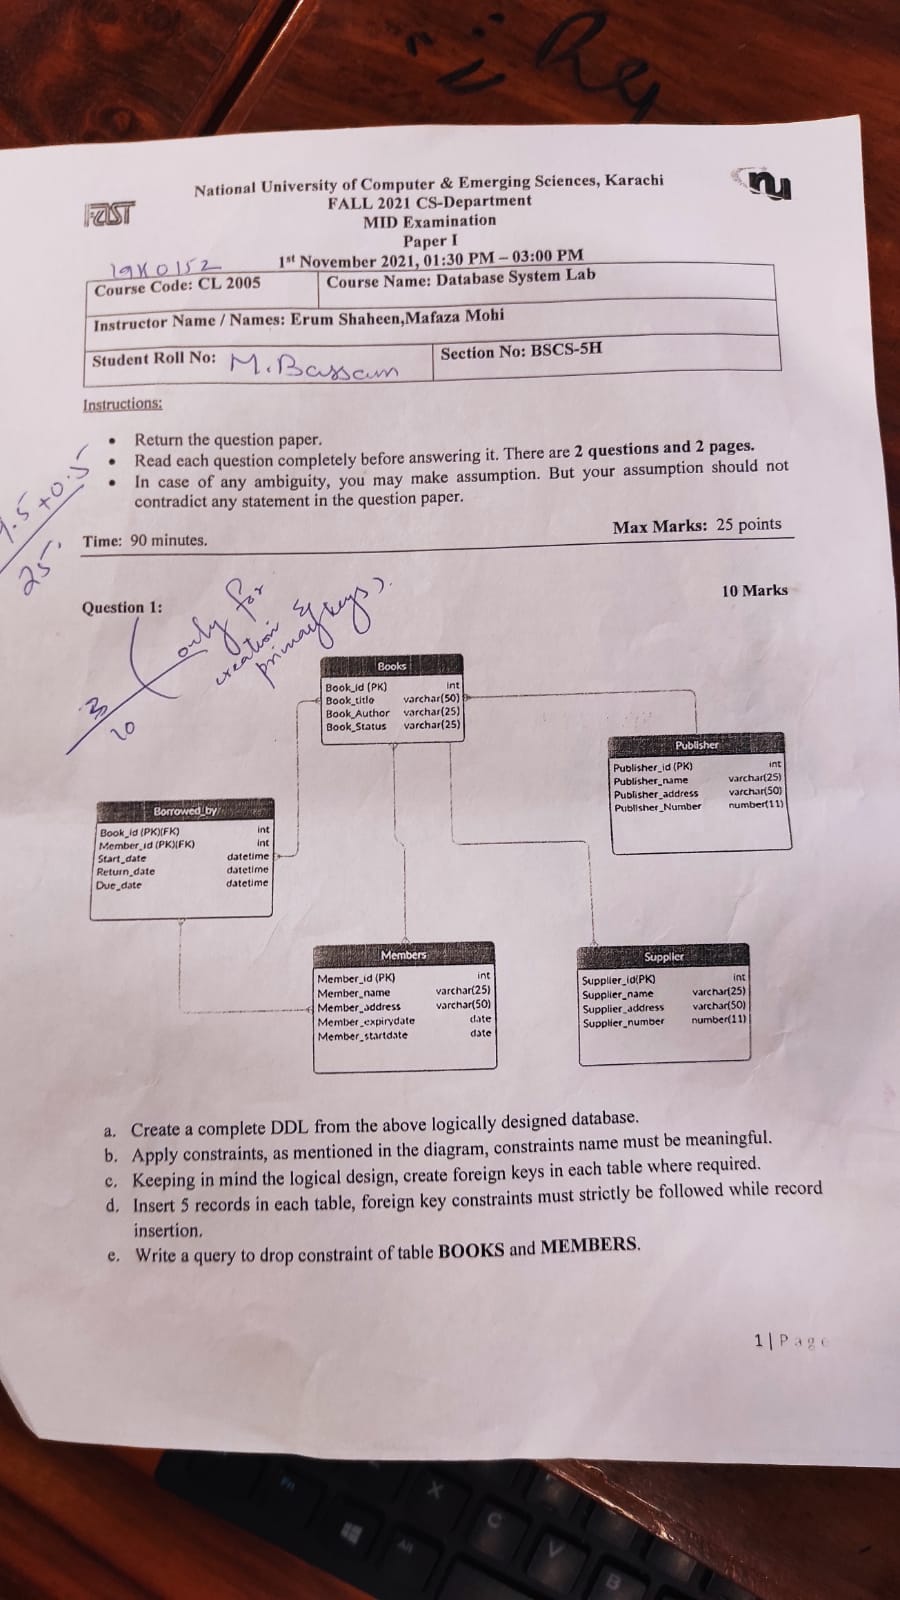 FAST
National University of Computer & Emerging Sciences, Karachi
FALL 2021 CS-Department
MID Examination
Paper I
1st November 2021, 01:30 PM – 03:00 PM
19K0152
Course Code: CL 2005
Course Name: Database System Lab
Instructor Name / Names: Erum Shaheen,Mafaza Mohi
Student Roll No: M.Bassam
Section No: BSCS-5H
Instructions:
• Return the question paper.
• Read each question completely before answering it. There are 2 questions and 2 pages.
• In case of any ambiguity, you may make assumption. But your assumption should not
contradict any statement in the question paper.
25
Time: 90 minutes.
Max Marks: 25 points
Question 1:
10 Marks
3
10
(only for
creation &
primary keys).
Books
Book_id (PK) int
Book_title varchar(50)
Book_Author varchar(25)
Book_Status varchar(25)
Publisher
Publisher_id (PK) int
Publisher_name varchar(25)
Publisher_address varchar(50)
Publisher_Number number(11)
Borrowed_by
Book_id (PK)(FK) int
Member_id (PK)(FK) int
Start_date datetime
Return_date datetime
Due_date datetime
Members
Member_id (PK) int
Member_name varchar(25)
Member_address varchar(50)
Member_expirydate date
Member_startdate date
Supplier
Supplier_id(PK) int
Supplier_name varchar(25)
Supplier_address varchar(50)
Supplier_number number(11)
a. Create a complete DDL from the above logically designed database.
b. Apply constraints, as mentioned in the diagram, constraints name must be meaningful.
c. Keeping in mind the logical design, create foreign keys in each table where required.
d. Insert 5 records in each table, foreign key constraints must strictly be followed while record
insertion.
e. Write a query to drop constraint of table BOOKS and MEMBERS.
1 | Page
Fn
Alt
X
C
V
B